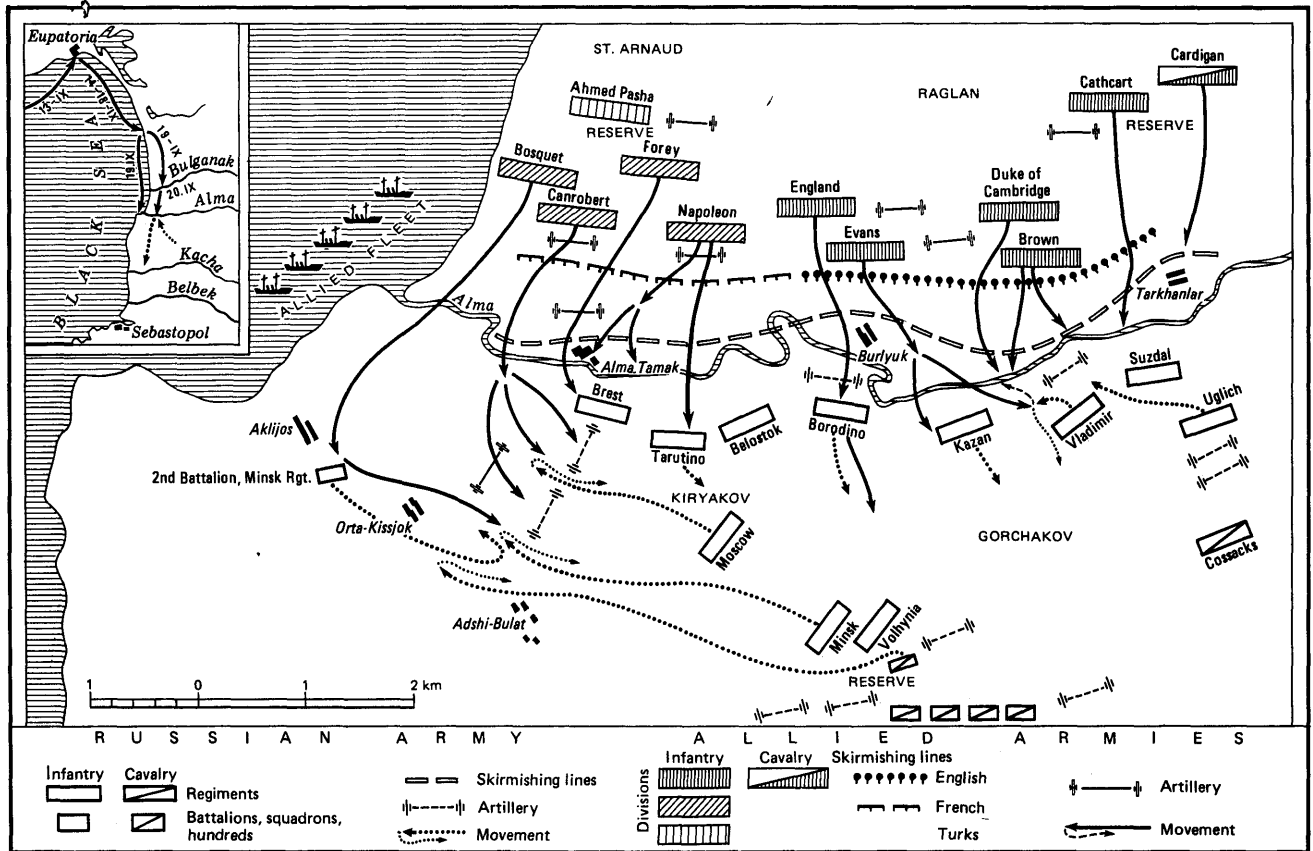 Eupatoria
13-IX
14-18-IX
19-IX
19.IX
20.IX
Bulganak
Alma
Kacha
Belbek
Sebastopol
BLACK SEA
ALLIED FLEET
ST. ARNAUD
RAGLAN
Ahmed Pasha
RESERVE
Cardigan
Cathcart
RESERVE
Bosquet
Forey
Canrobert
Napoleon
England
Evans
Duke of
Cambridge
Brown
Tarkhanlar
Alma
Alma.Tamak
Burlyuk
Suzdal
Uglich
Brest
Tarutino
Belostok
Borodino
Kazan
Vladimir
Aklijos
2nd Battalion, Minsk Rgt.
Orta-Kissjok
KIRYAKOV
Moscow
GORCHAKOV
Cossacks
Adshi-Bulat
Minsk
Volhynia
RESERVE
1 0 1 2 km
RUSSIAN ARMY
ALLIED ARMIES
Infantry Cavalry
Regiments
Battalions, squadrons,
hundreds
Skirmishing lines
Artillery
Movement
Divisions
Infantry Cavalry Skirmishing lines
English
French
Turks
Artillery
Movement